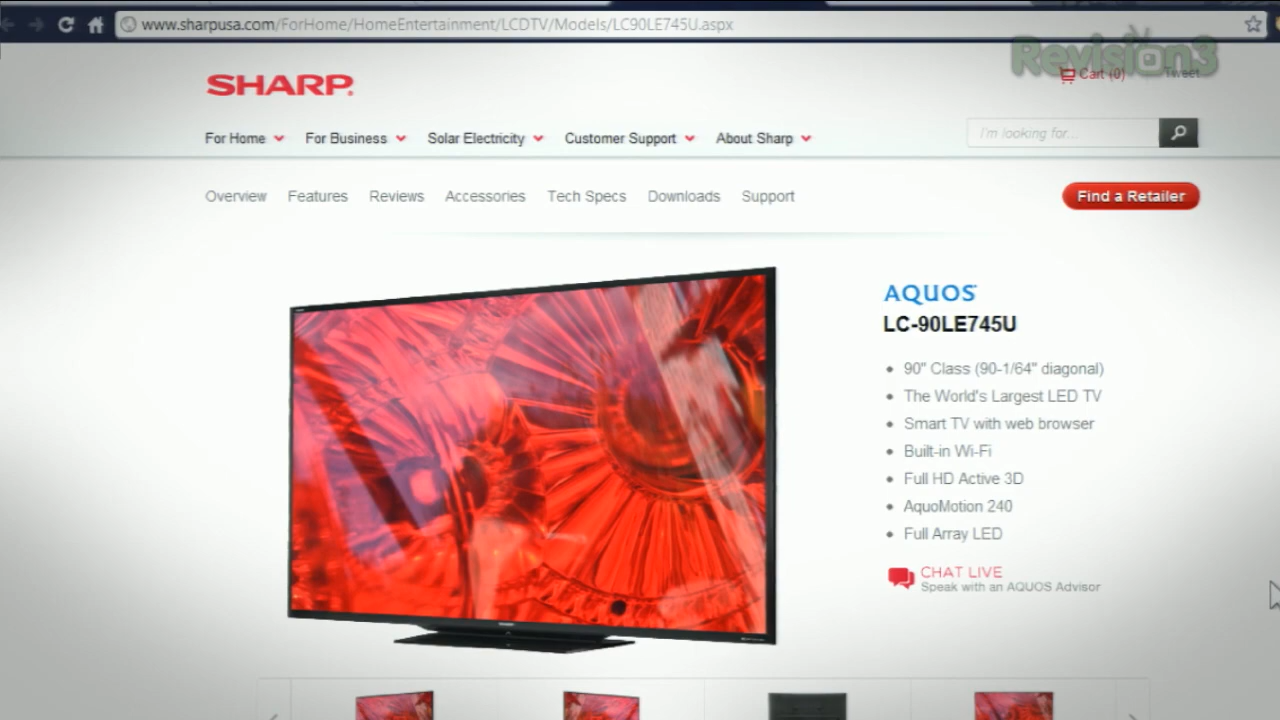 www.sharpusa.com/ForHome/HomeEntertainment/LCDTV/Models/LC90LE745U.aspx
Revision3
SHARP
Cart (0)
Tweet
For Home
For Business
Solar Electricity
Customer Support
About Sharp
I'm looking for...
Overview
Features
Reviews
Accessories
Tech Specs
Downloads
Support
Find a Retailer
AQUOS
LC-90LE745U
90" Class (90-1/64" diagonal)
The World's Largest LED TV
Smart TV with web browser
Built-in Wi-Fi
Full HD Active 3D
AquoMotion 240
Full Array LED
CHAT LIVE
Speak with an AQUOS Advisor